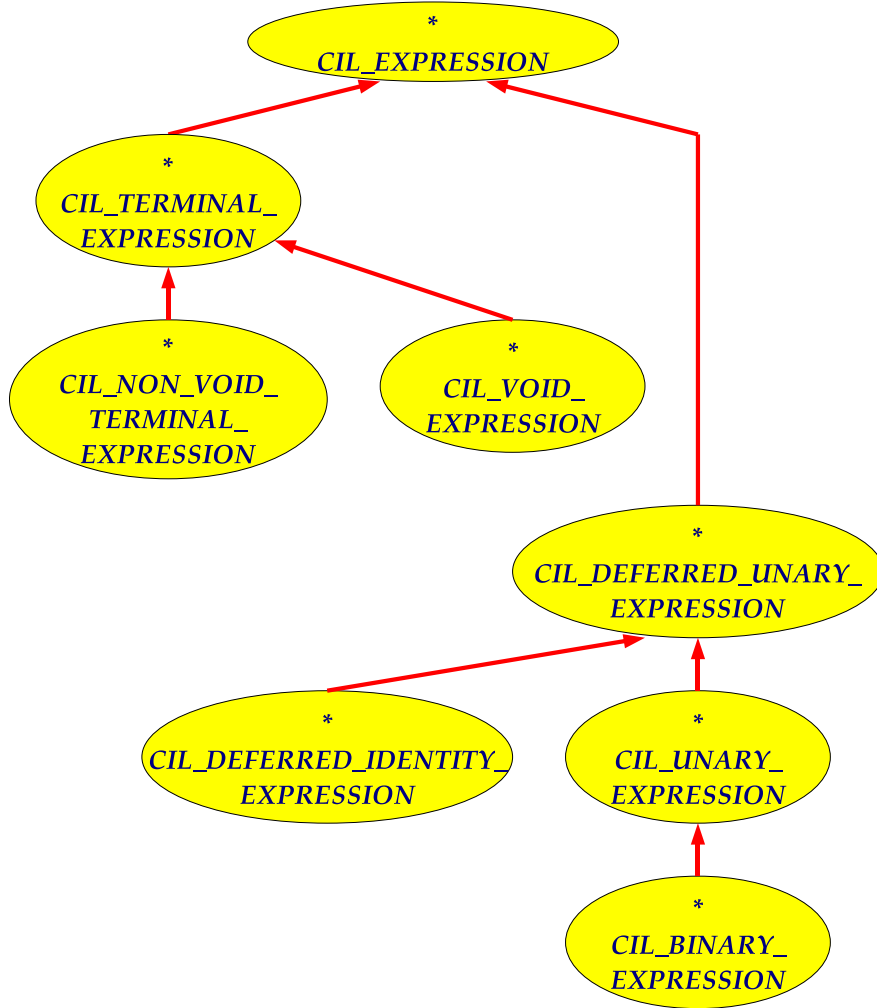 *
CIL_EXPRESSION
*
CIL_TERMINAL_
EXPRESSION
*
CIL_NON_VOID_
TERMINAL_
EXPRESSION
*
CIL_VOID_
EXPRESSION
*
CIL_DEFERRED_UNARY_
EXPRESSION
*
CIL_DEFERRED_IDENTITY_
EXPRESSION
*
CIL_UNARY_
EXPRESSION
*
CIL_BINARY_
EXPRESSION